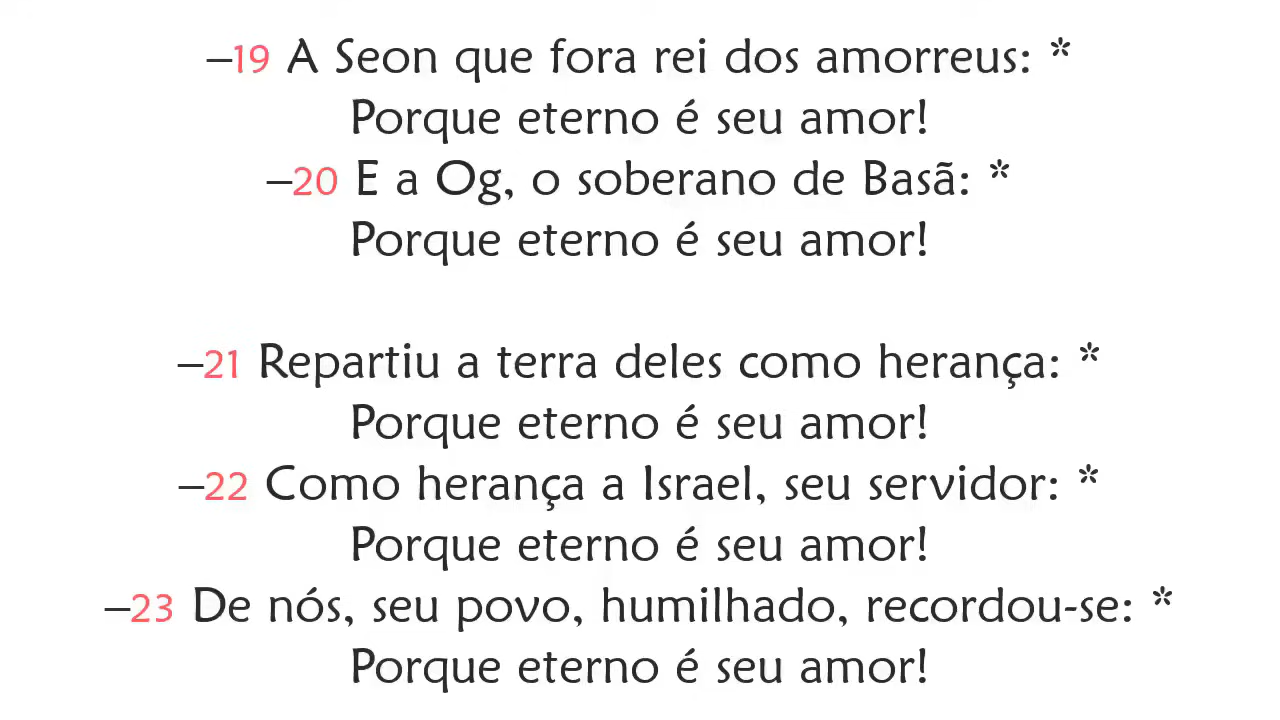 –19 A Seon que fora rei dos amorreus: *
Porque eterno é seu amor!
–20 E a Og, o soberano de Basã: *
Porque eterno é seu amor!
–21 Repartiu a terra deles como herança: *
Porque eterno é seu amor!
–22 Como herança a Israel, seu servidor: *
Porque eterno é seu amor!
–23 De nós, seu povo, humilhado, recordou-se: *
Porque eterno é seu amor!